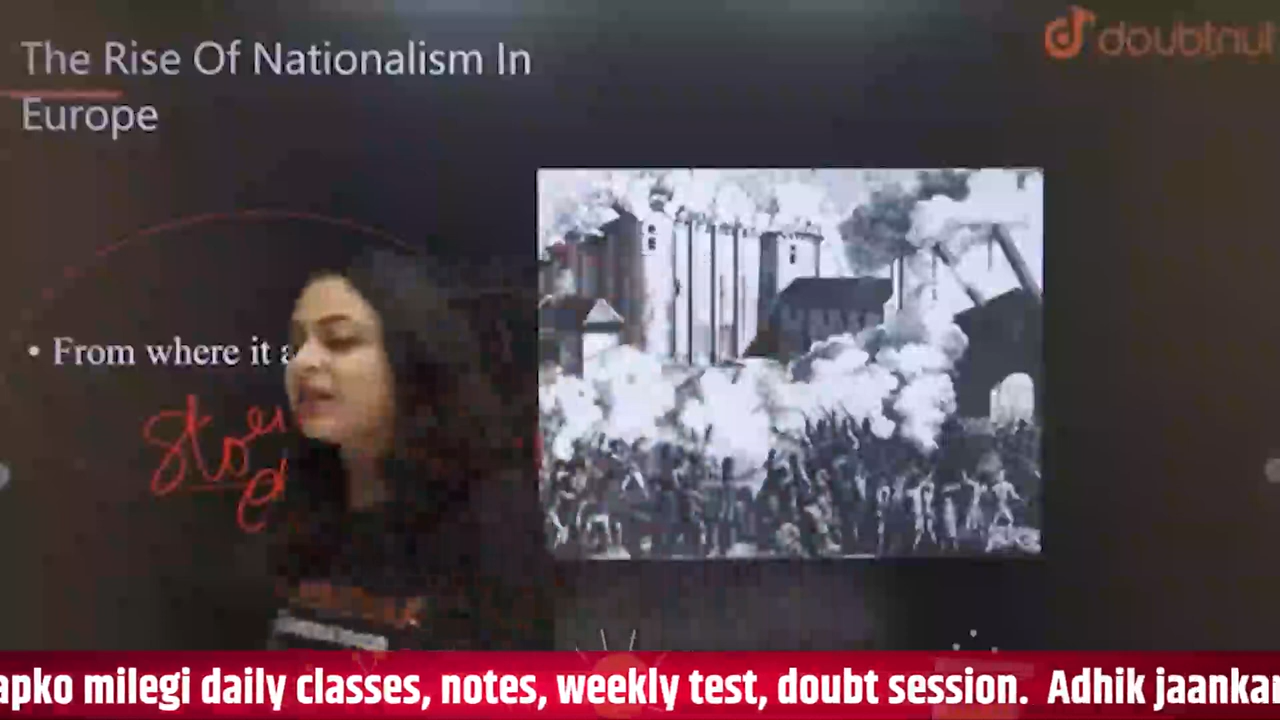 The Rise Of Nationalism In
Europe
doubtnut
• From where it
apko milegi daily classes, notes, weekly test, doubt session. Adhik jaankar